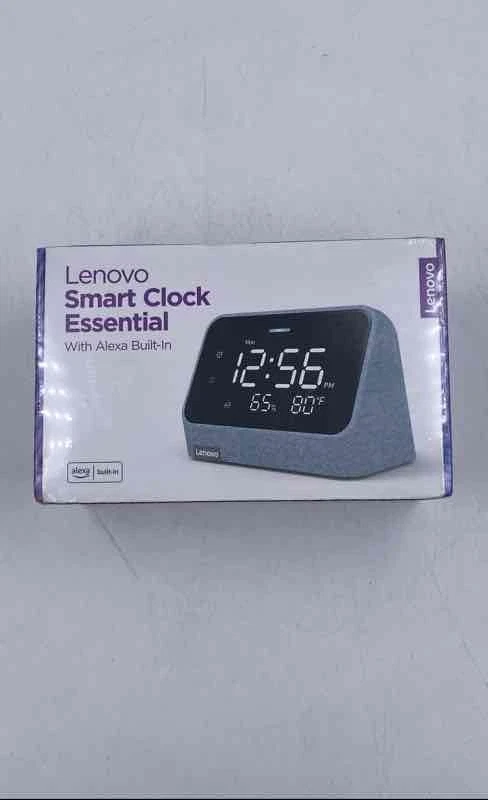 Lenovo
Smart Clock
Essential
With Alexa Built-In
Lenovo
Mon
12:56 PM
65% 80°F
Lenovo
alexa built-in